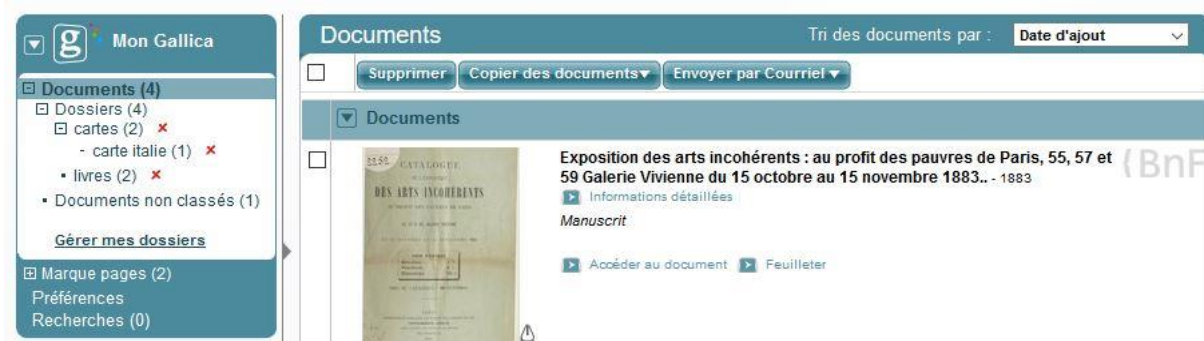 g Mon Gallica
Documents (4)
Dossiers (4)
cartes (2)
- carte italie (1)
livres (2)
Documents non classés (1)
Gérer mes dossiers
Marque pages (2)
Préférences
Recherches (0)
Documents
Tri des documents par :
Date d'ajout
Supprimer
Copier des documents
Envoyer par Courriel
Documents
CATALOGUE
DES ARTS INCOHÉRENTS
Exposition des arts incohérents : au profit des pauvres de Paris, 55, 57 et
59 Galerie Vivienne du 15 octobre au 15 novembre 1883.. - 1883
Informations détaillées
Manuscrit
Accéder au document
Feuilleter
{BnF